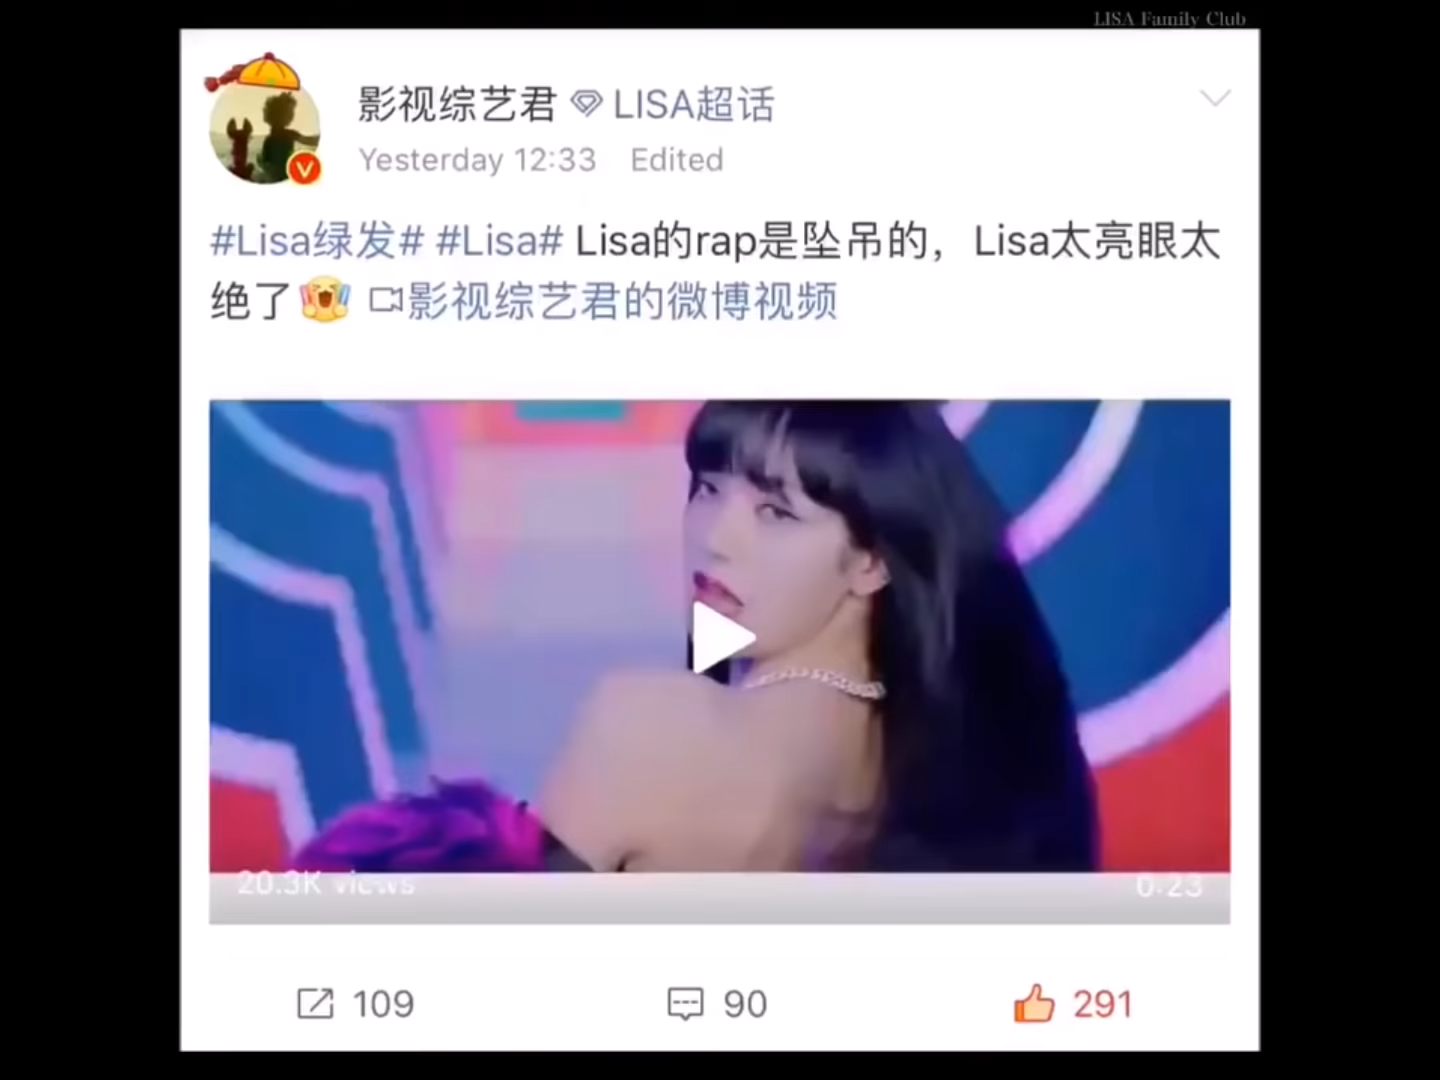 LISA Family Club
影视综艺君 LISA超话
Yesterday 12:33 Edited
#Lisa绿发# #Lisa# Lisa的rap是坠吊的，Lisa太亮眼太
绝了 影视综艺君的微博视频
20.3K views 0:23
109 90 291